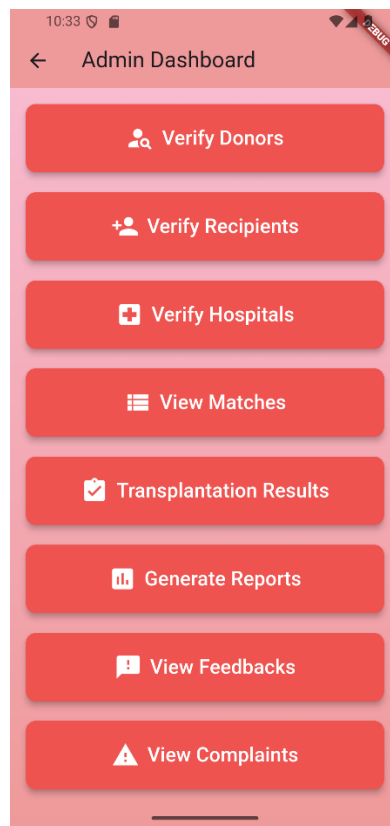 10:33
DEBUG
Admin Dashboard
Verify Donors
Verify Recipients
Verify Hospitals
View Matches
Transplantation Results
Generate Reports
View Feedbacks
View Complaints